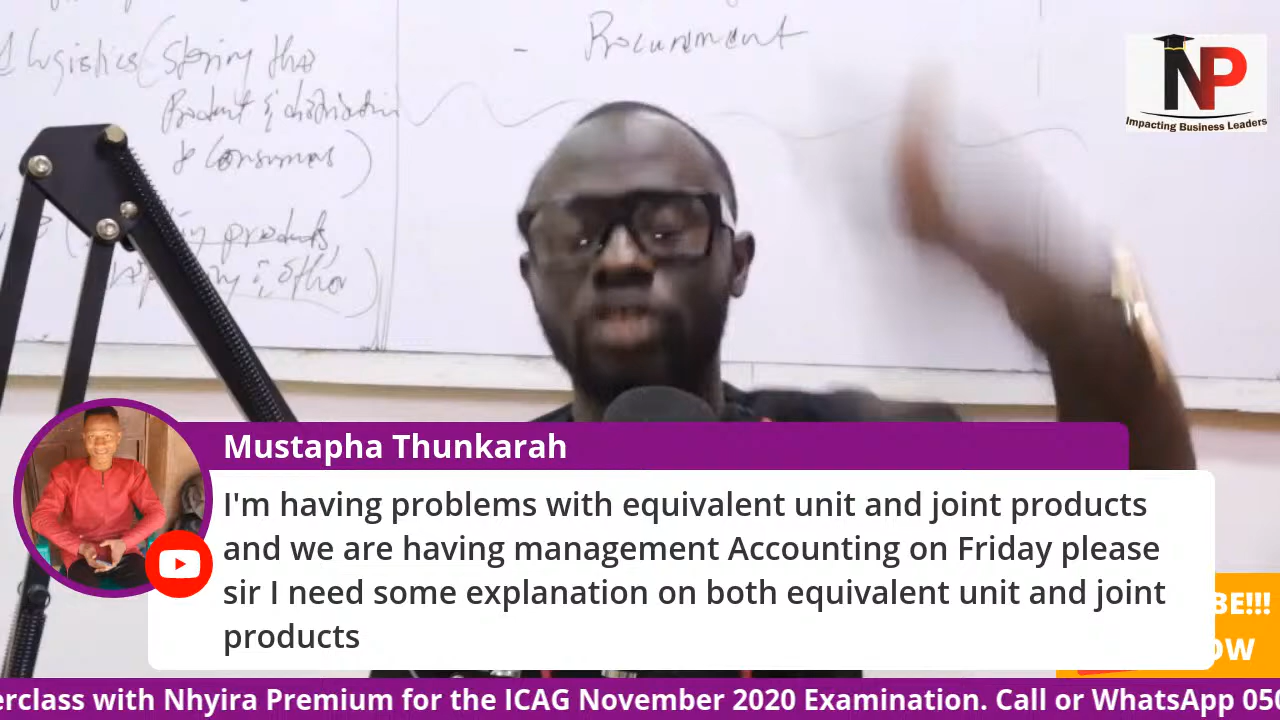 Logistics (Storing the
Product & distribution
to Consumers)
- Procurement
products,
& other)
NP
Impacting Business Leaders
Mustapha Thunkarah
I'm having problems with equivalent unit and joint products
and we are having management Accounting on Friday please
sir I need some explanation on both equivalent unit and joint
products
BE!!!
OW
erclass with Nhyira Premium for the ICAG November 2020 Examination. Call or WhatsApp 050